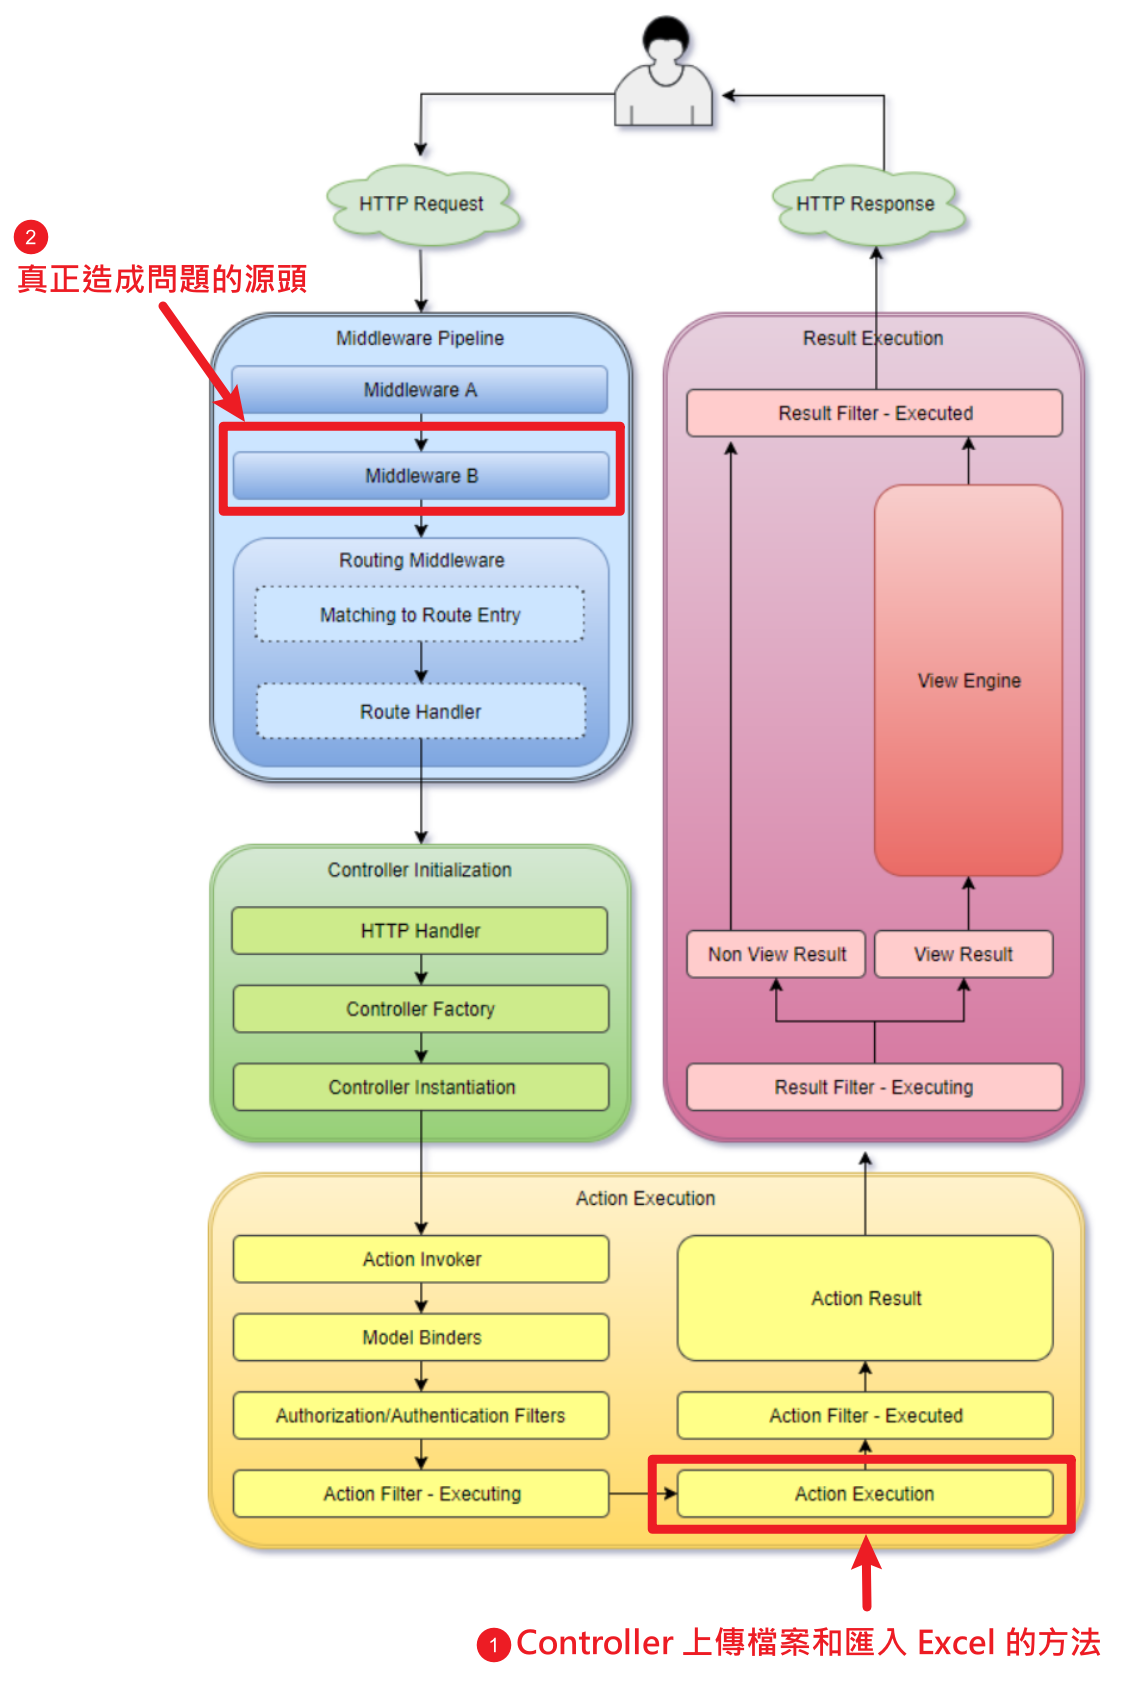 HTTP Request
HTTP Response
2
真正造成問題的源頭
Middleware Pipeline
Middleware A
Middleware B
Routing Middleware
Matching to Route Entry
Route Handler
Controller Initialization
HTTP Handler
Controller Factory
Controller Instantiation
Result Execution
Result Filter - Executed
View Engine
Non View Result
View Result
Result Filter - Executing
Action Execution
Action Invoker
Model Binders
Authorization/Authentication Filters
Action Filter - Executing
Action Result
Action Filter - Executed
Action Execution
1 Controller 上傳檔案和匯入 Excel 的方法